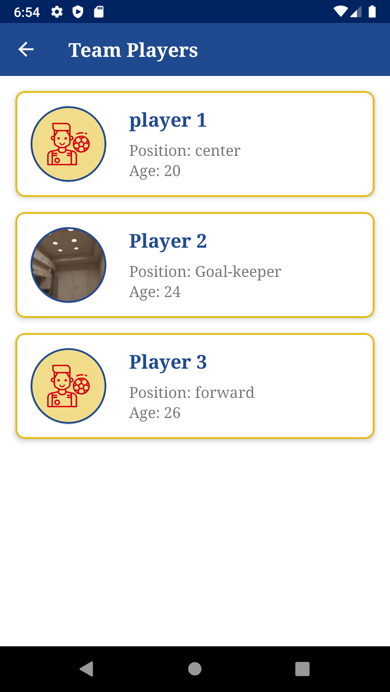 6:54
Team Players
player 1
Position: center
Age: 20
Player 2
Position: Goal-keeper
Age: 24
Player 3
Position: forward
Age: 26